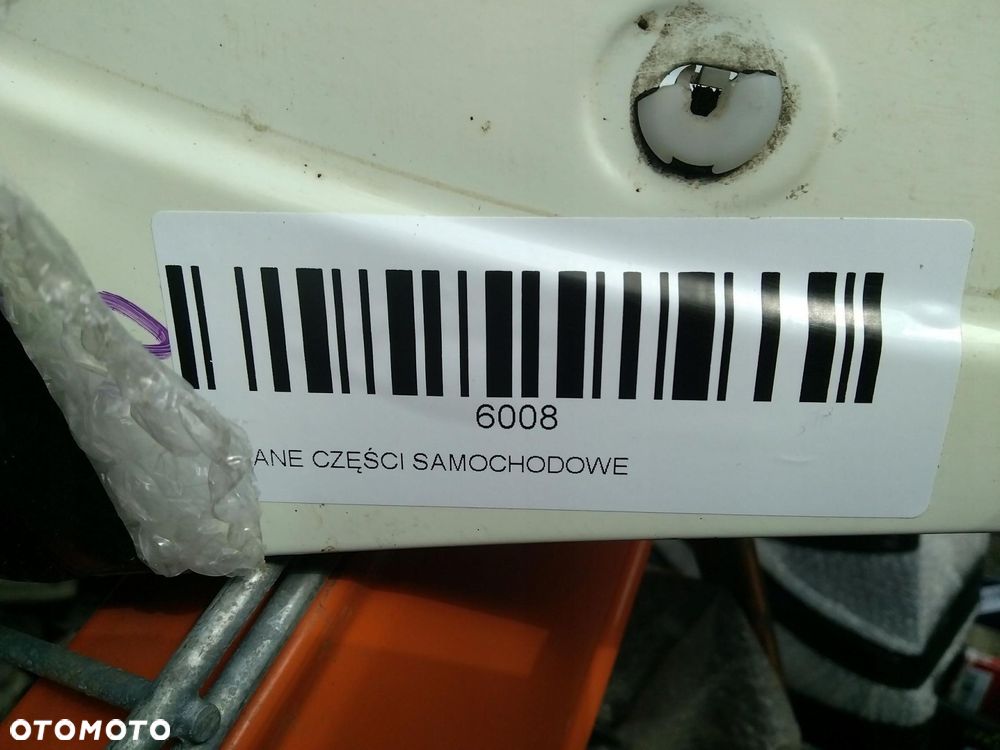 6008
ANE CZĘŚCI SAMOCHODOWE
OTOMOTO